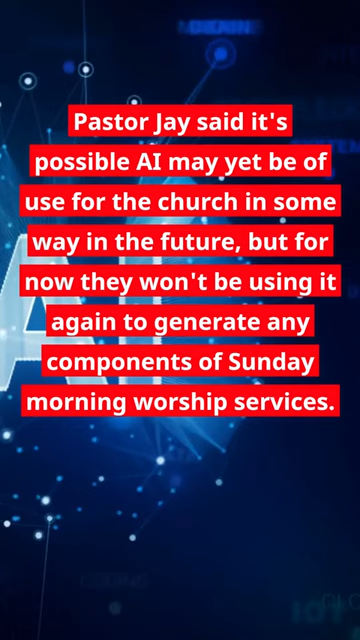 Pastor Jay said it's
possible AI may yet be of
use for the church in some
way in the future, but for
now they won't be using it
again to generate any
components of Sunday
morning worship services.
AI